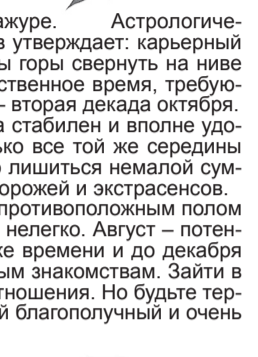 ажуре. Астрологиче-
в утверждает: карьерный
ы горы свернуть на ниве
ственное время, требую-
– вторая декада октября.
а стабилен и вполне удо-
ько все той же середины
о лишиться немалой сум-
орожей и экстрасенсов.
противоположным полом
нелегко. Август – потен-
же времени и до декабря
ым знакомствам. Зайти в
тношения. Но будьте тер-
й благополучный и очень